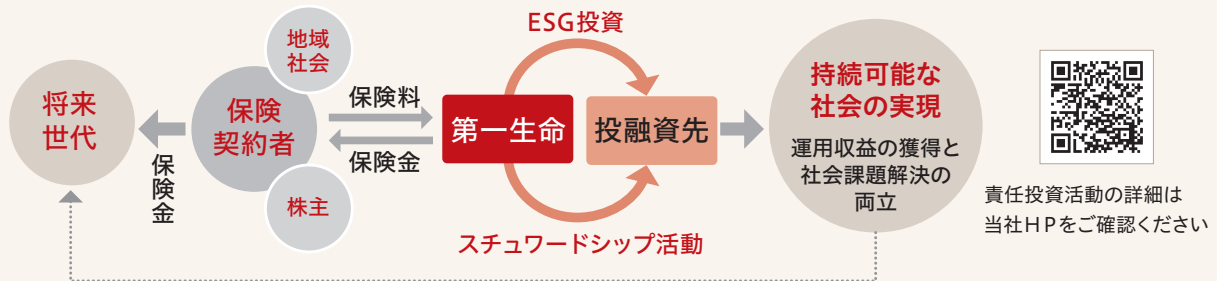 ESG投資
地域
社会
将来
世代
保険
契約者
株主
保険金
保険料
保険金
第一生命
投融資先
スチュワードシップ活動
持続可能な
社会の実現
運用収益の獲得と
社会課題解決の
両立
責任投資活動の詳細は
当社HPをご確認ください